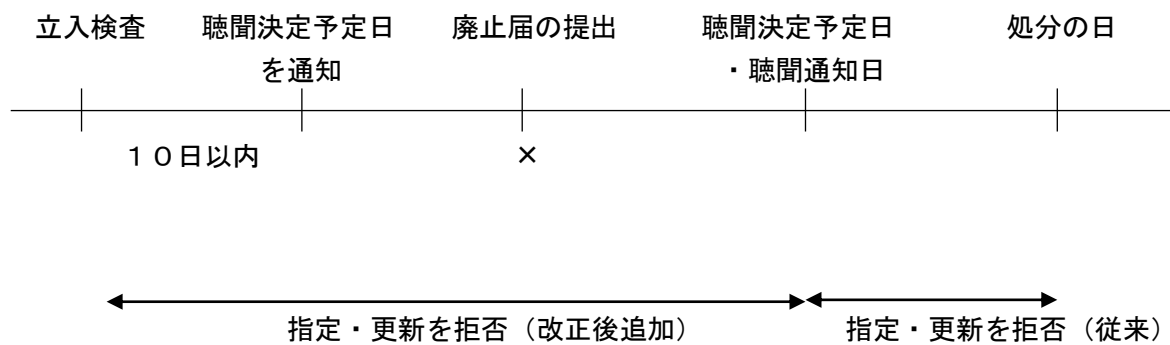 立入検査
聴聞決定予定日
を通知
廃止届の提出
聴聞決定予定日
・聴聞通知日
処分の日
１０日以内
×
指定・更新を拒否（改正後追加）
指定・更新を拒否（従来）